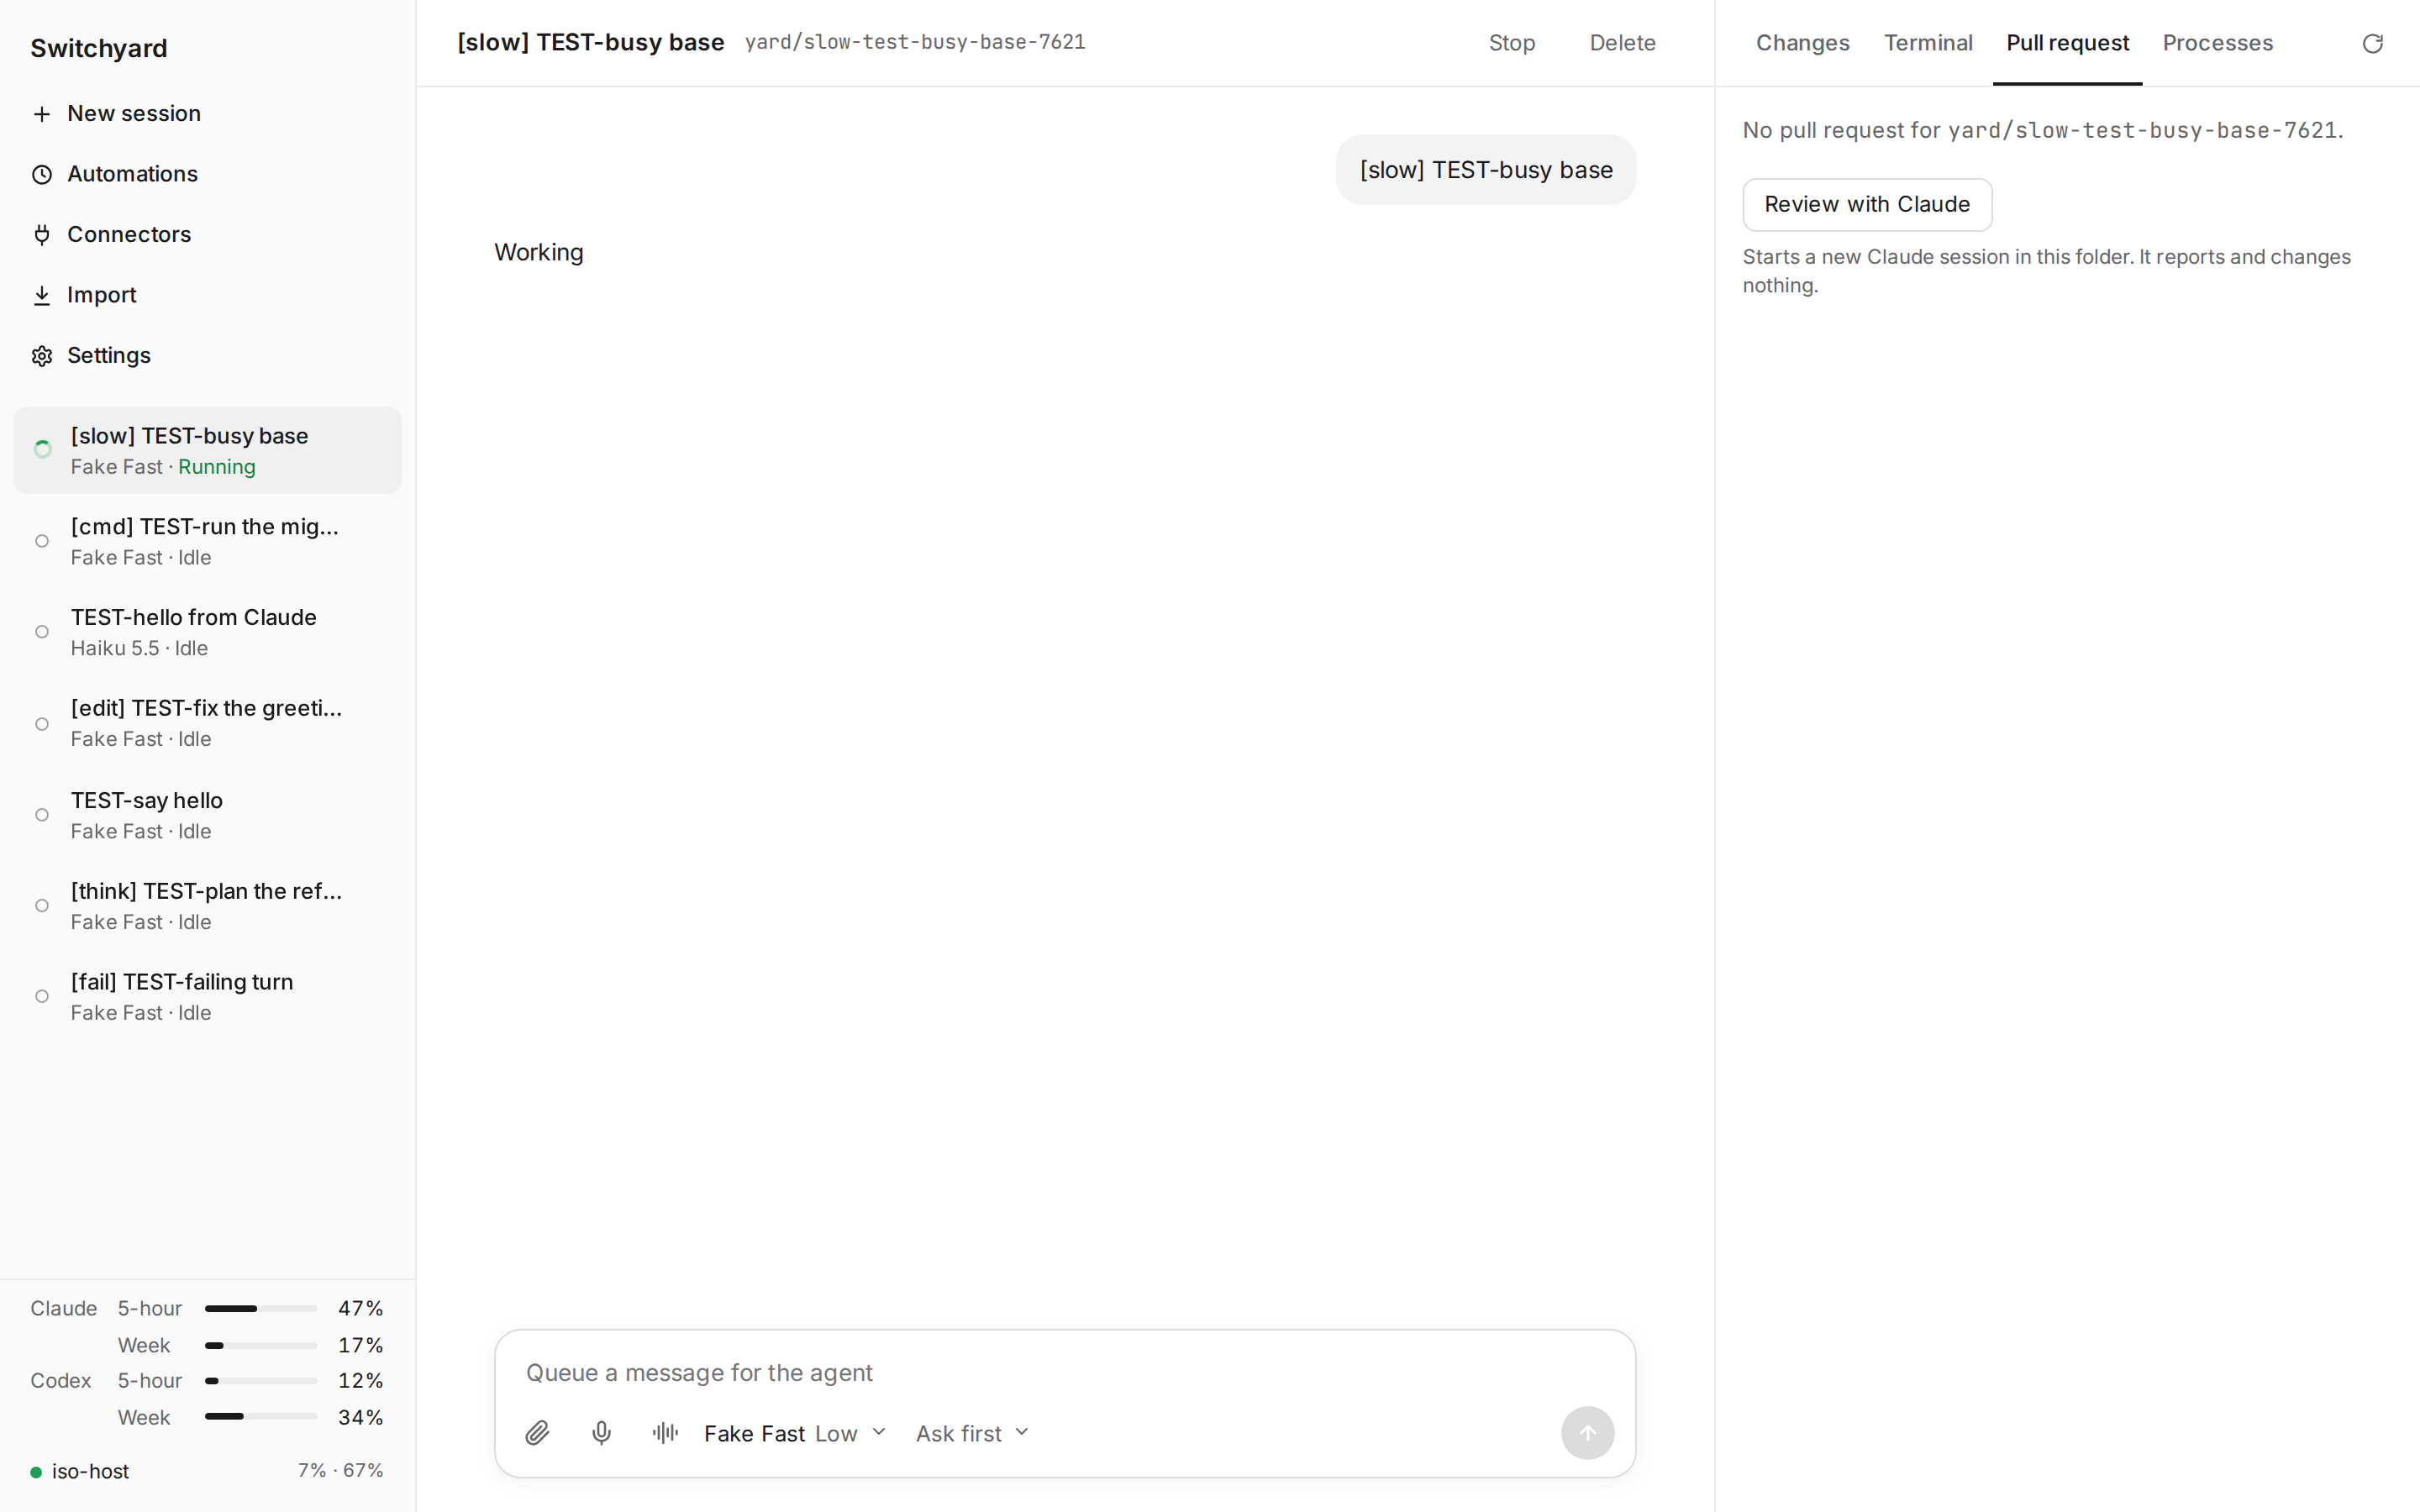 Switchyard
New session
Automations
Connectors
Import
Settings
[slow] TEST-busy base
Fake Fast · Running
[cmd] TEST-run the mig...
Fake Fast · Idle
TEST-hello from Claude
Haiku 5.5 · Idle
[edit] TEST-fix the greeti...
Fake Fast · Idle
TEST-say hello
Fake Fast · Idle
[think] TEST-plan the ref...
Fake Fast · Idle
[fail] TEST-failing turn
Fake Fast · Idle
Claude 5-hour 47%
Week 17%
Codex 5-hour 12%
Week 34%
iso-host 7% · 67%
[slow] TEST-busy base yard/slow-test-busy-base-7621 Stop Delete
[slow] TEST-busy base
Working
Queue a message for the agent
Fake Fast Low Ask first
Changes Terminal Pull request Processes
No pull request for yard/slow-test-busy-base-7621.
Review with Claude
Starts a new Claude session in this folder. It reports and changes
nothing.